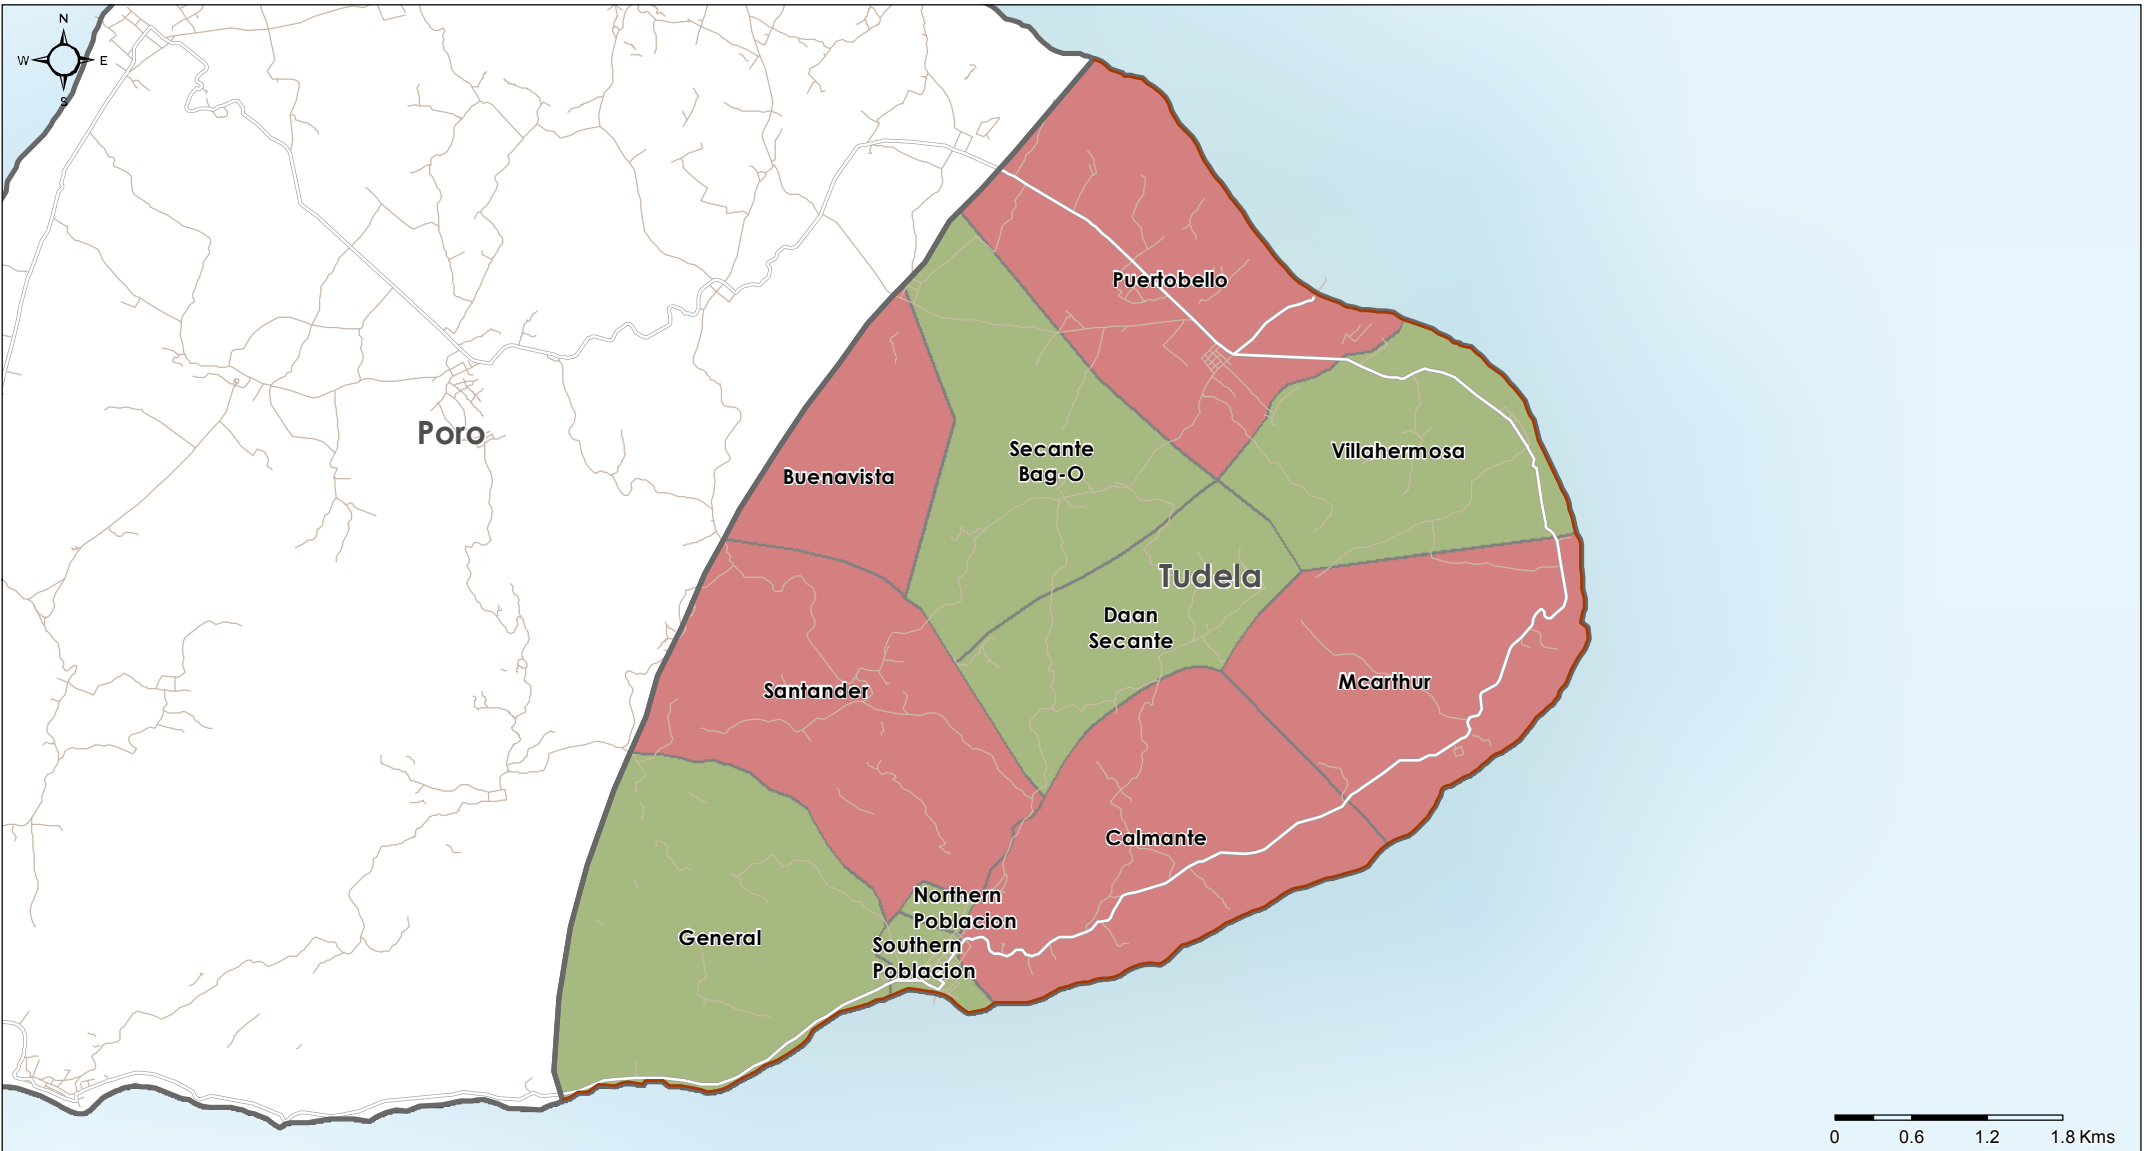 N
W E
S
Puertobello
Poro
Secante
Bag-O
Villahermosa
Buenavista
Tudela
Daan
Secante
Mcarthur
Santander
Calmante
Northern
Poblacion
General
Southern
Poblacion
0 0.6 1.2 1.8 Kms